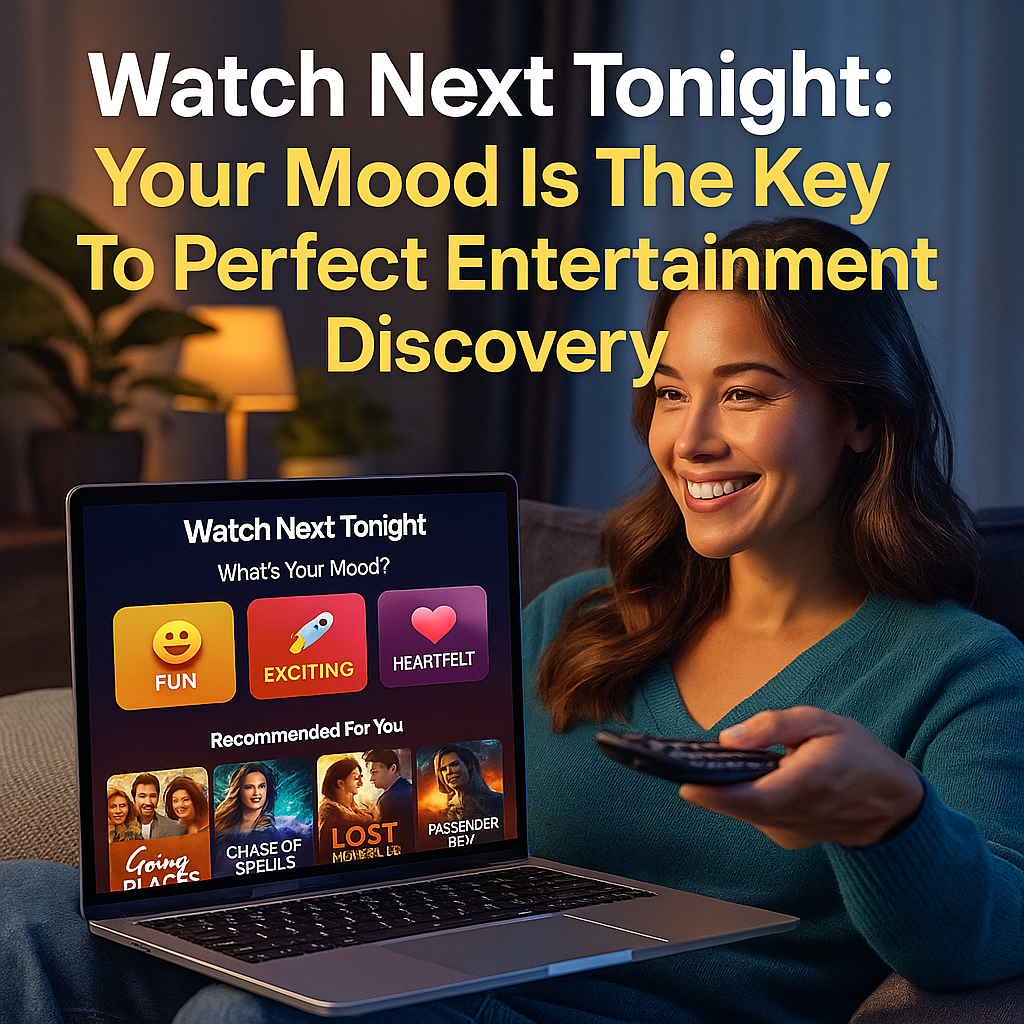 Watch Next Tonight:
Your Mood Is The Key
To Perfect Entertainment
Discovery
Watch Next Tonight
What's Your Mood?
FUN
EXCITING
HEARTFELT
Recommended For You
Going
PLACES
CHASE OF
SPELLS
LOST
PASSENDER